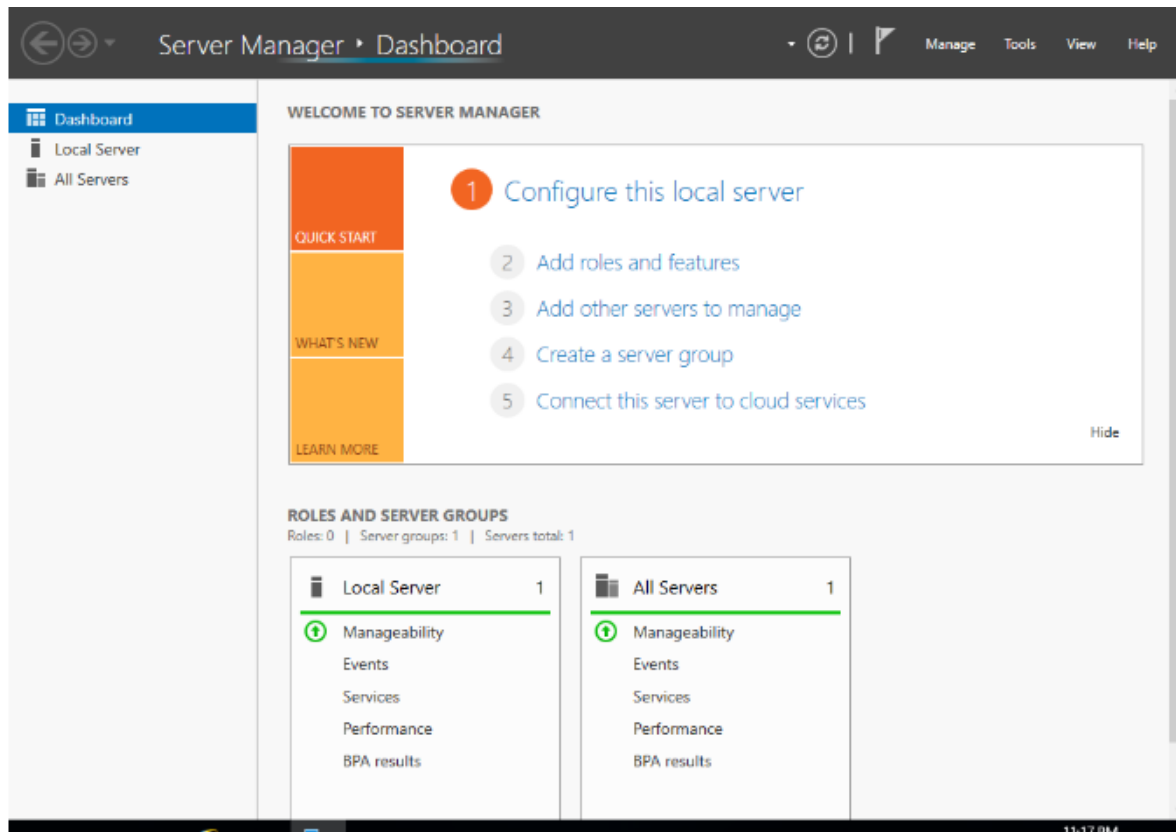 Server Manager ‣ Dashboard
Manage Tools View Help
Dashboard
Local Server
All Servers
WELCOME TO SERVER MANAGER
QUICK START
WHAT'S NEW
LEARN MORE
1 Configure this local server
2 Add roles and features
3 Add other servers to manage
4 Create a server group
5 Connect this server to cloud services
Hide
ROLES AND SERVER GROUPS
Roles: 0 | Server groups: 1 | Servers total: 1
Local Server 1
Manageability
Events
Services
Performance
BPA results
All Servers 1
Manageability
Events
Services
Performance
BPA results
11:17 PM